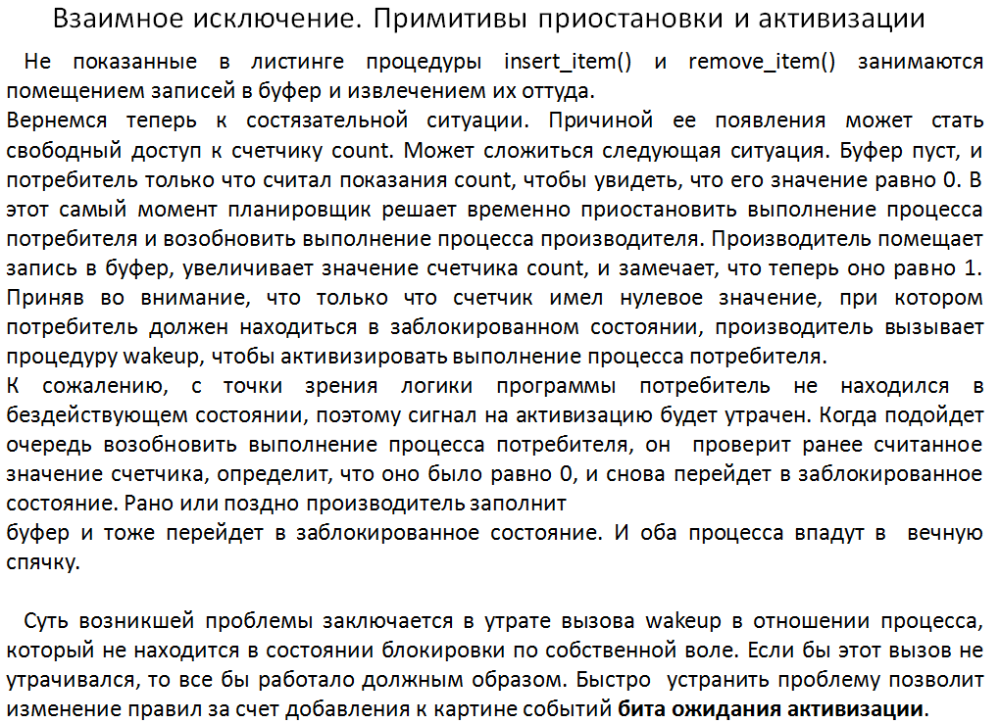 Взаимное исключение. Примитивы приостановки и активизации
Не показанные в листинге процедуры insert_item() и remove_item() занимаются
помещением записей в буфер и извлечением их оттуда.
Вернемся теперь к состязательной ситуации. Причиной ее появления может стать
свободный доступ к счетчику count. Может сложиться следующая ситуация. Буфер пуст, и
потребитель только что считал показания count, чтобы увидеть, что его значение равно 0. В
этот самый момент планировщик решает временно приостановить выполнение процесса
потребителя и возобновить выполнение процесса производителя. Производитель помещает
запись в буфер, увеличивает значение счетчика count, и замечает, что теперь оно равно 1.
Приняв во внимание, что только что счетчик имел нулевое значение, при котором
потребитель должен находиться в заблокированном состоянии, производитель вызывает
процедуру wakeup, чтобы активизировать выполнение процесса потребителя.
К сожалению, с точки зрения логики программы потребитель не находился в
бездействующем состоянии, поэтому сигнал на активизацию будет утрачен. Когда подойдет
очередь возобновить выполнение процесса потребителя, он проверит ранее считанное
значение счетчика, определит, что оно было равно 0, и снова перейдет в заблокированное
состояние. Рано или поздно производитель заполнит
буфер и тоже перейдет в заблокированное состояние. И оба процесса впадут в вечную
спячку.
Суть возникшей проблемы заключается в утрате вызова wakeup в отношении процесса,
который не находится в состоянии блокировки по собственной воле. Если бы этот вызов не
утрачивался, то все бы работало должным образом. Быстро устранить проблему позволит
изменение правил за счет добавления к картине событий бита ожидания активизации.